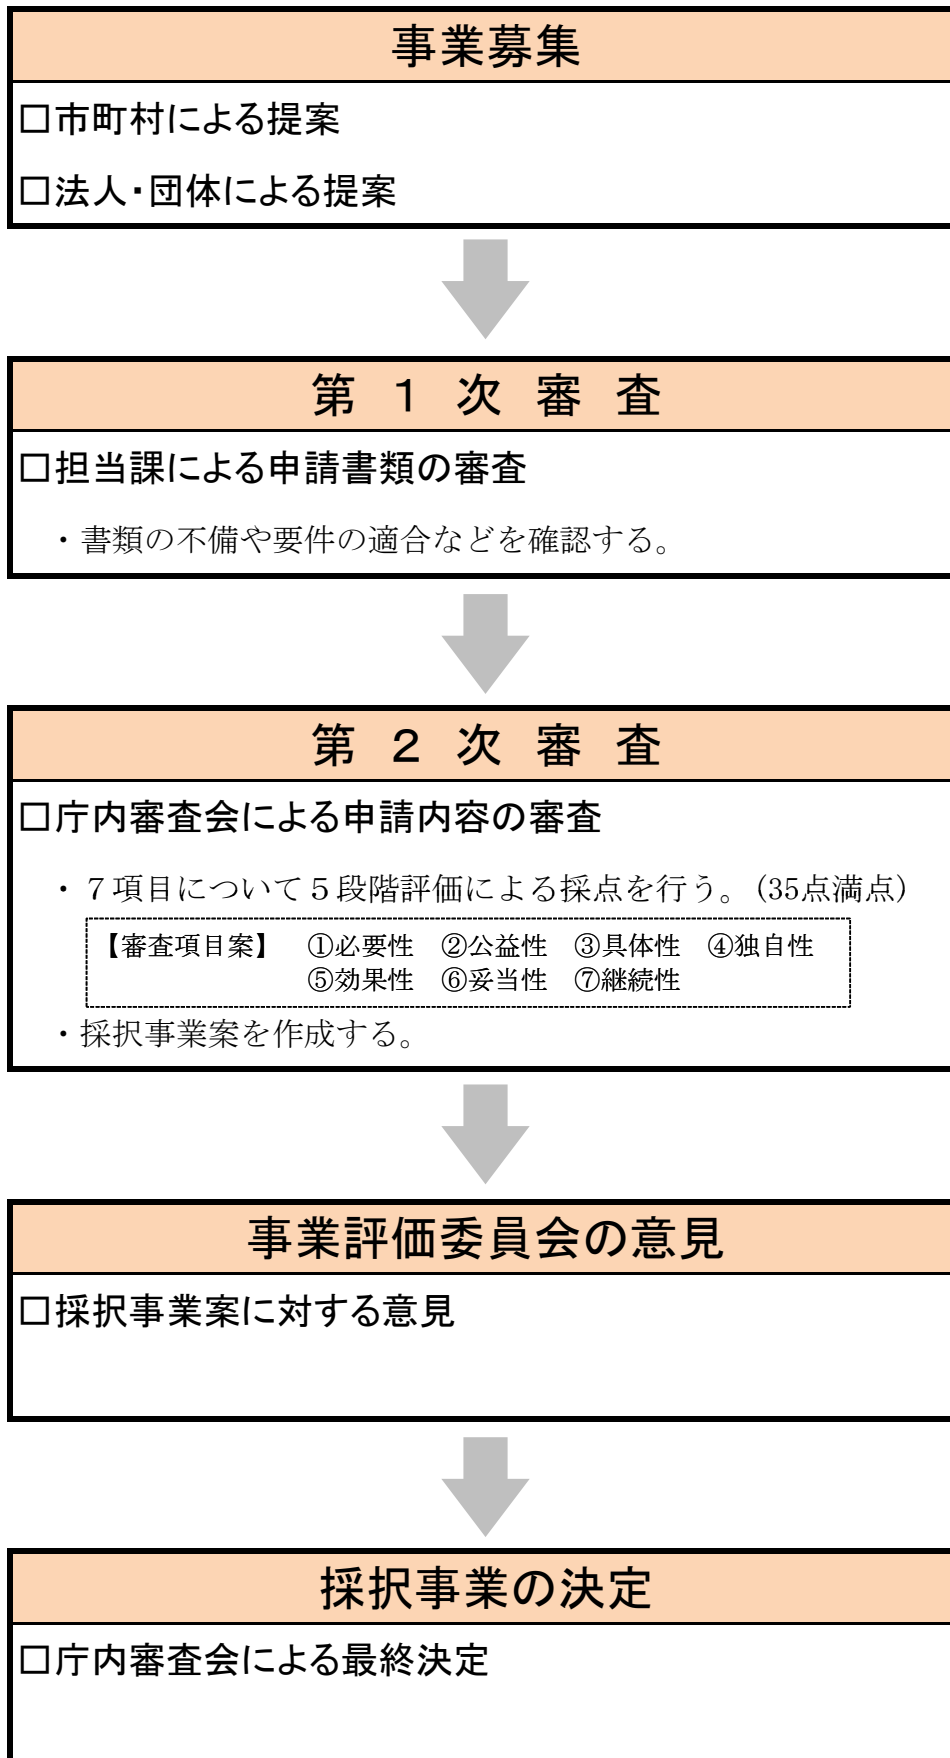 事業募集
□市町村による提案
□法人・団体による提案
第１次審査
□担当課による申請書類の審査
・書類の不備や要件の適合などを確認する。
第２次審査
□庁内審査会による申請内容の審査
・７項目について５段階評価による採点を行う。（35点満点）
【審査項目案】　①必要性　②公益性　③具体性　④独自性
⑤効果性　⑥妥当性　⑦継続性
・採択事業案を作成する。
事業評価委員会の意見
□採択事業案に対する意見
採択事業の決定
□庁内審査会による最終決定